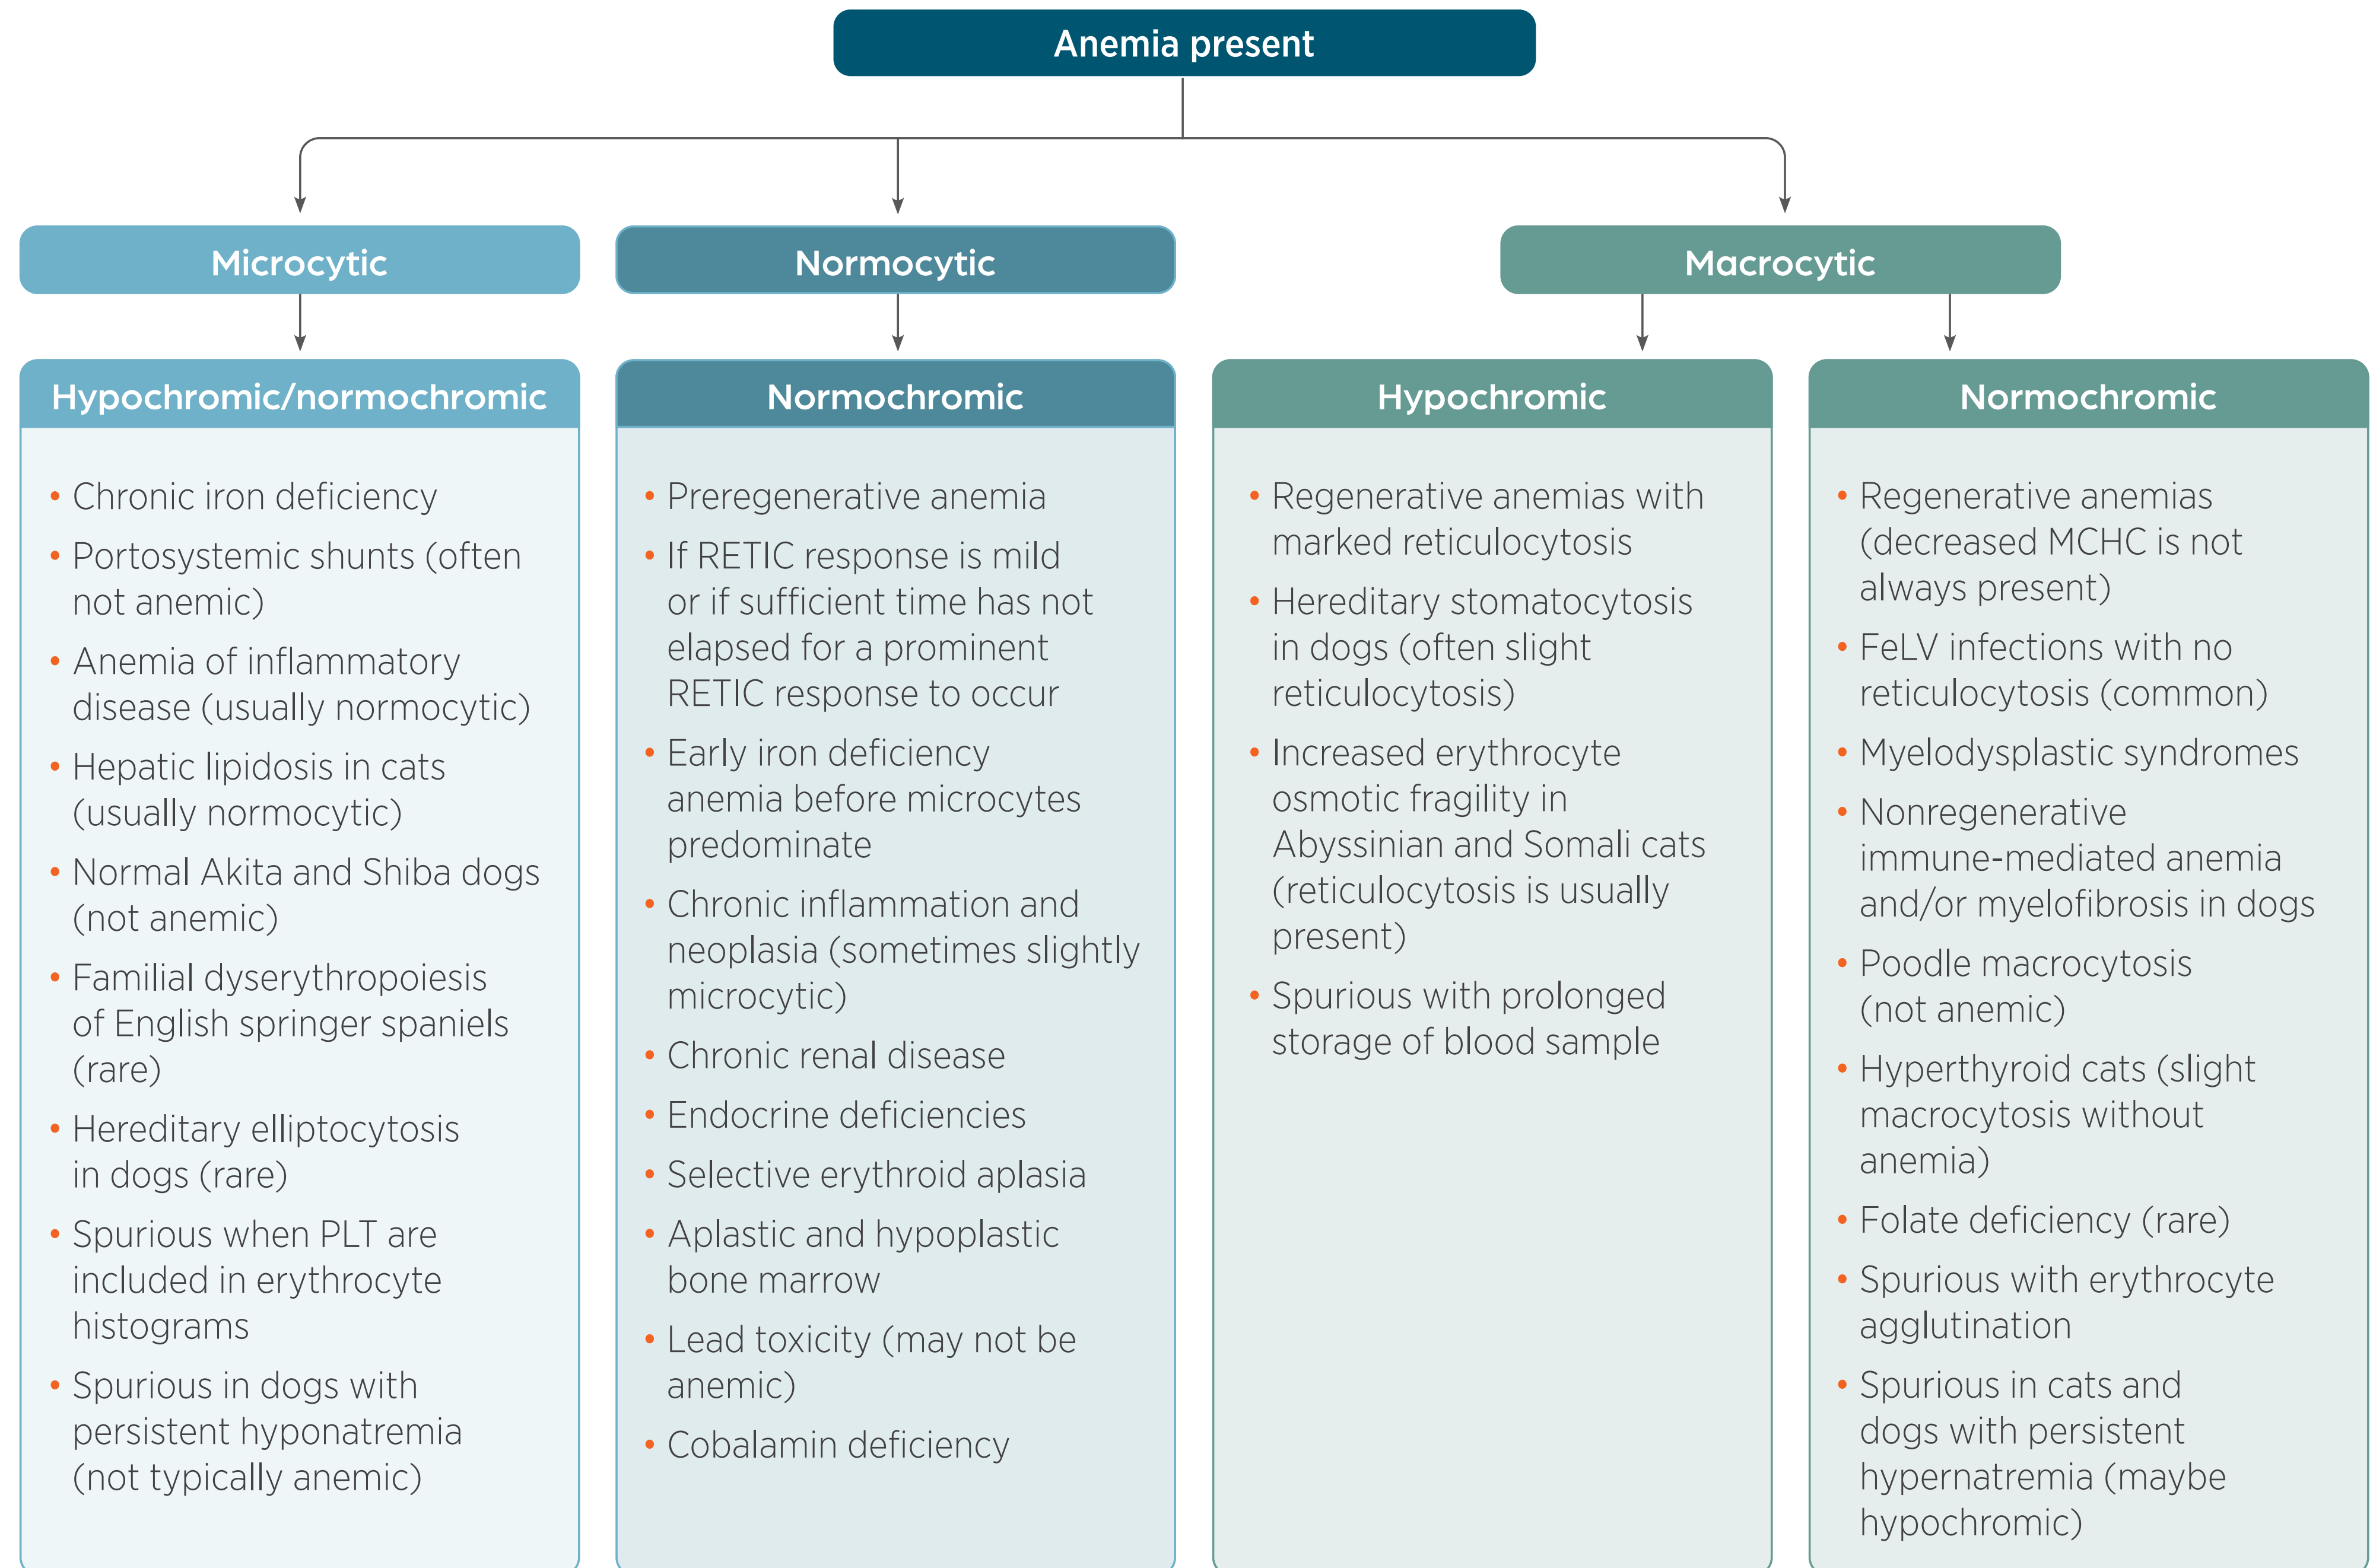 Anemia present
Microcytic
Normocytic
Macrocytic
Hypochromic/normochromic
• Chronic iron deficiency
• Portosystemic shunts (often
not anemic)
• Anemia of inflammatory
disease (usually normocytic)
• Hepatic lipidosis in cats
(usually normocytic)
• Normal Akita and Shiba dogs
(not anemic)
• Familial dyserythropoiesis
of English springer spaniels
(rare)
• Hereditary elliptocytosis
in dogs (rare)
• Spurious when PLT are
included in erythrocyte
histograms
• Spurious in dogs with
persistent hyponatremia
(not typically anemic)
Normochromic
• Preregenerative anemia
• If RETIC response is mild
or if sufficient time has not
elapsed for a prominent
RETIC response to occur
• Early iron deficiency
anemia before microcytes
predominate
• Chronic inflammation and
neoplasia (sometimes slightly
microcytic)
• Chronic renal disease
• Endocrine deficiencies
• Selective erythroid aplasia
• Aplastic and hypoplastic
bone marrow
• Lead toxicity (may not be
anemic)
• Cobalamin deficiency
Hypochromic
• Regenerative anemias with
marked reticulocytosis
• Hereditary stomatocytosis
in dogs (often slight
reticulocytosis)
• Increased erythrocyte
osmotic fragility in
Abyssinian and Somali cats
(reticulocytosis is usually
present)
• Spurious with prolonged
storage of blood sample
Normochromic
• Regenerative anemias
(decreased MCHC is not
always present)
• FeLV infections with no
reticulocytosis (common)
• Myelodysplastic syndromes
• Nonregenerative
immune-mediated anemia
and/or myelofibrosis in dogs
• Poodle macrocytosis
(not anemic)
• Hyperthyroid cats (slight
macrocytosis without
anemia)
• Folate deficiency (rare)
• Spurious with erythrocyte
agglutination
• Spurious in cats and
dogs with persistent
hypernatremia (maybe
hypochromic)